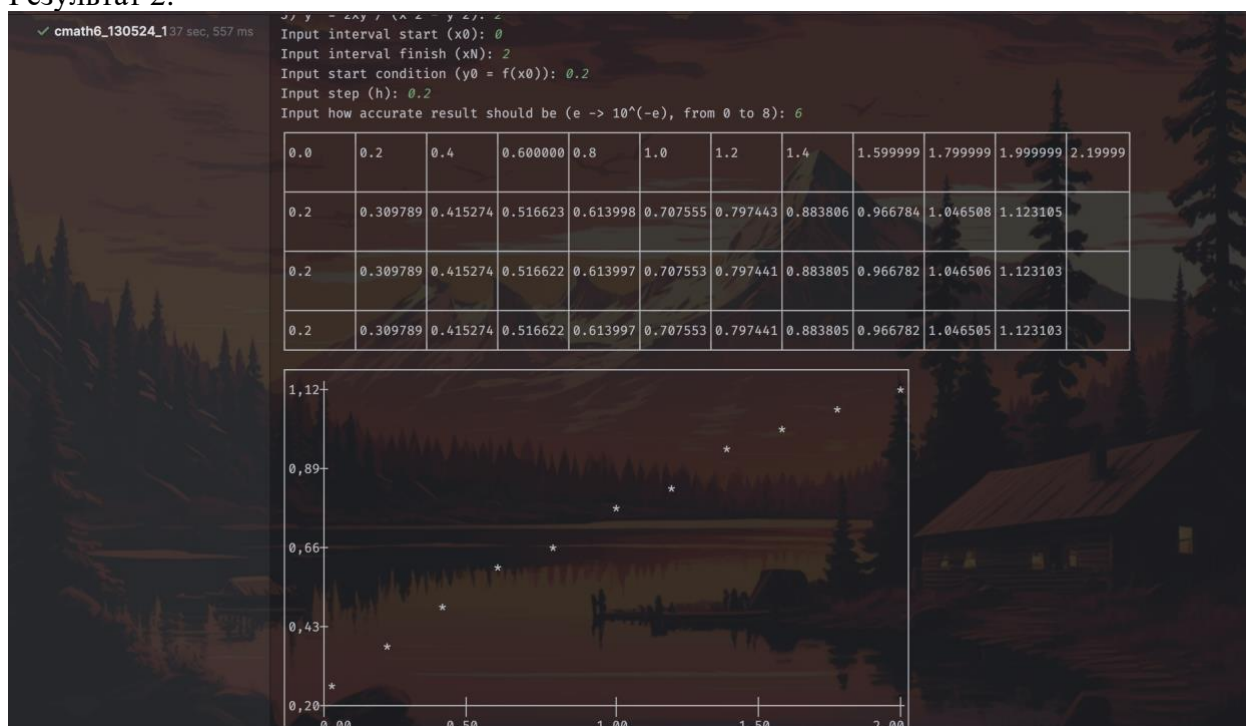 Результат 2:
✓ cmath6_130524_1 37 sec, 557 ms
3) y' = 2xy / (x^2 - y^2): 2
Input interval start (x0): 0
Input interval finish (xN): 2
Input start condition (y0 = f(x0)): 0.2
Input step (h): 0.2
Input how accurate result should be (e -> 10^(-e), from 0 to 8): 6
0.0 0.2 0.4 0.600000 0.8 1.0 1.2 1.4 1.599999 1.799999 1.999999 2.19999
0.2 0.309789 0.415274 0.516623 0.613998 0.707555 0.797443 0.883806 0.966784 1.046508 1.123105
0.2 0.309789 0.415274 0.516622 0.613997 0.707553 0.797441 0.883805 0.966782 1.046506 1.123103
0.2 0.309789 0.415274 0.516622 0.613997 0.707553 0.797441 0.883805 0.966782 1.046505 1.123103
1,12
0,89
0,66
0,43
0,20
0,00 0,50 1,00 1,50 2,00